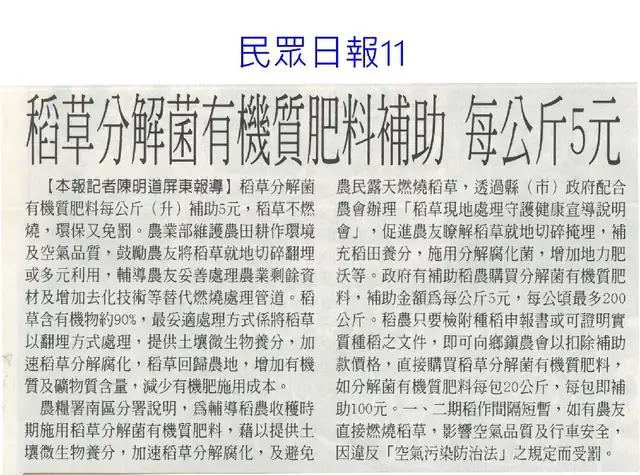 民眾日報11
稻草分解菌有機質肥料補助 每公斤5元
【本報記者陳明道屏東報導】稻草分解菌
有機質肥料每公斤（升）補助5元，稻草不燃
燒，環保又免罰。農業部維護農田耕作環境
及空氣品質，鼓勵農友將稻草就地切碎翻埋
或多元利用，輔導農友妥善處理農業剩餘資
材及增加去化技術等替代燃燒處理管道。稻
草含有機物約90%，最妥適處理方式係將稻草
以翻埋方式處理，提供土壤微生物養分，加
速稻草分解腐化，稻草回歸農地，增加有機
質及礦物質含量，減少有機肥施用成本。
農糧署南區分署說明，爲輔導稻農收穫時
期施用稻草分解菌有機質肥料，藉以提供土
壤微生物養分，加速稻草分解腐化，及避免
農民露天燃燒稻草，透過縣（市）政府配合
農會辦理「稻草現地處理守護健康宣導說明
會」，促進農友瞭解稻草就地切碎掩埋，補
充稻田養分，施用分解腐化菌，增加地力肥
沃等。政府有補助稻農購買分解菌有機質肥
料，補助金額爲每公斤5元，每公頃最多200
公斤。稻農只要檢附種稻申報書或可證明實
質種稻之文件，即可向鄉鎮農會以扣除補助
款價格，直接購買稻草分解菌有機質肥料，
如分解菌有機質肥料每包20公斤，每包即補
助100元。一、二期稻作間隔短暫，如有農友
直接燃燒稻草，影響空氣品質及行車安全，
因違反「空氣污染防治法」之規定而受罰。